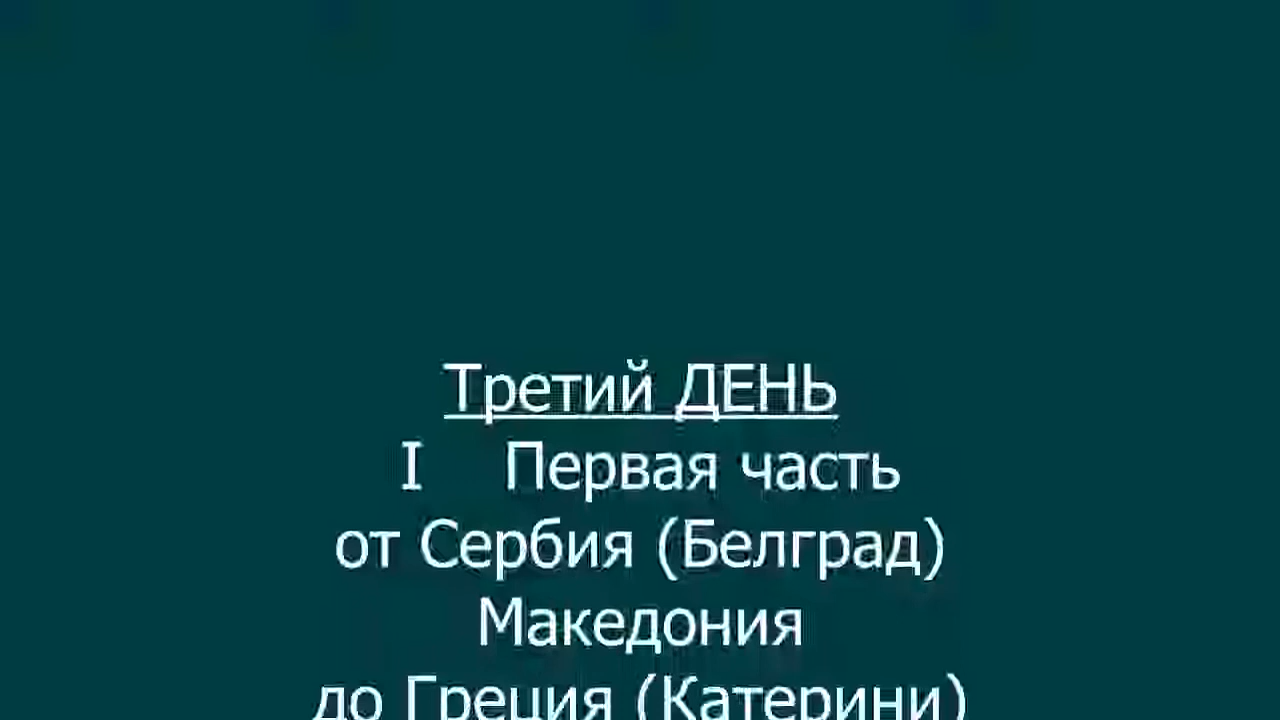 Третий ДЕНЬ
I Первая часть
от Сербия (Белград)
Македония
до Греция (Катерини)